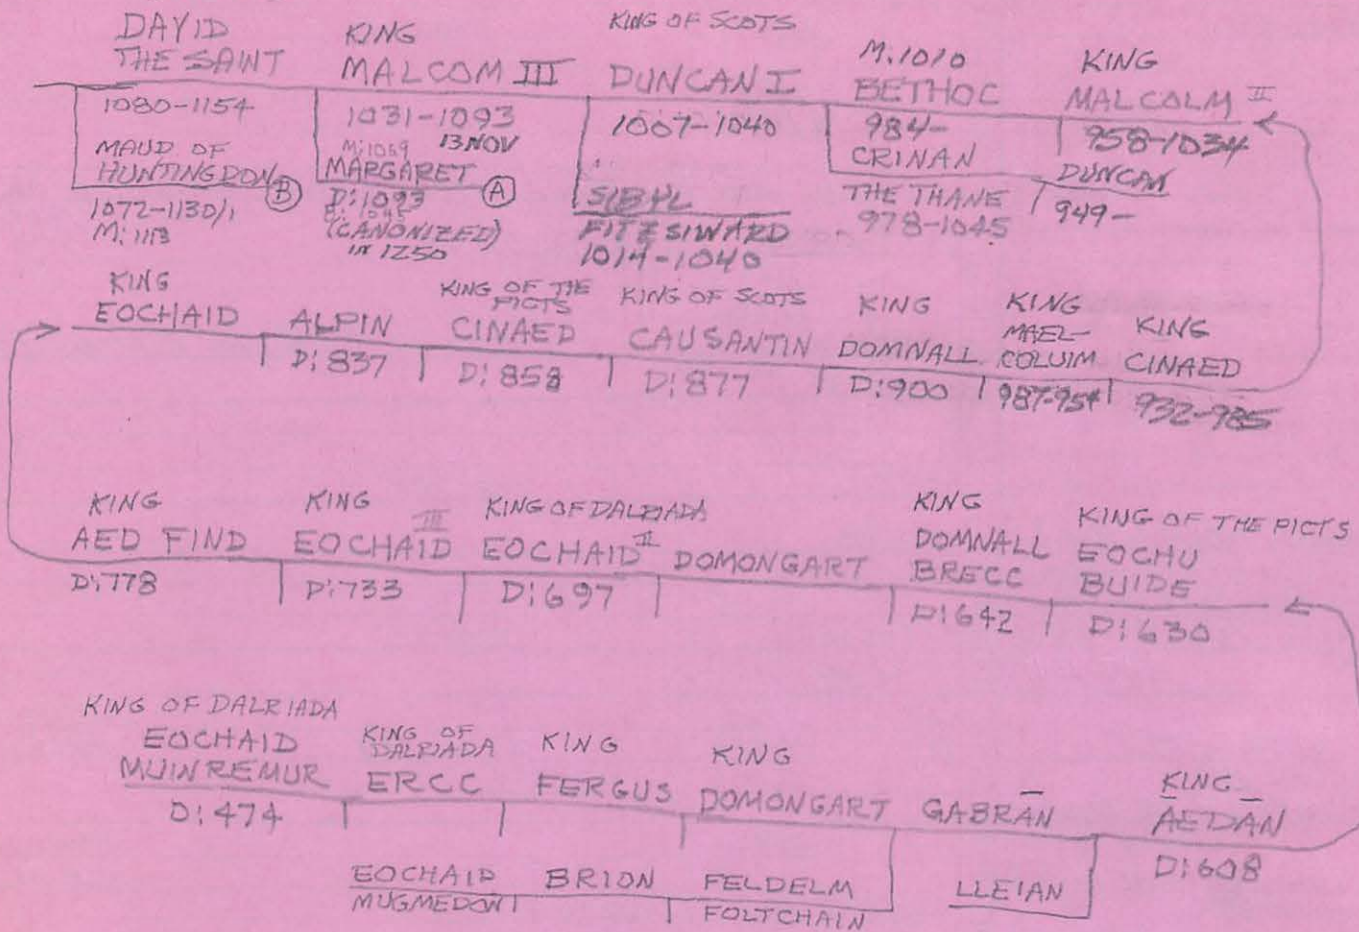 DAVID
THE SAINT
1080-1154
MAUD OF
HUNTINGDON (B)
1072-1130/1
M: 1113
KING
MALCOM III
1031-1093
M: 1069 13 NOV
MARGARET (A)
D: 1093
B: 1045
(CANONIZED)
IN 1250
KING OF SCOTS
DUNCAN I
1007-1040
SIBYL
FITZ SIWARD
1014-1040
M: 1010
BETHOC
984-
CRINAN
THE THANE
978-1045
KING
MALCOLM II
958-1034
DUNCAN
949-
KING
EOCHAID
ALPIN
D: 837
KING OF THE
PICTS
CINAED
D: 858
KING OF SCOTS
CAUSANTIN
D: 877
KING
DOMNALL
D: 900
KING
MAEL-
COLUIM
987-954
KING
CINAED
932-985
KING
AED FIND
D: 778
KING
EOCHAID III
D: 733
KING OF DALRIADA
EOCHAID II
D: 697
DOMONGART
KING
DOMNALL
BRECC
D: 642
KING OF THE PICTS
EOCHU
BUIDE
D: 630
KING OF DALRIADA
EOCHAID
MUINREMUR
D: 474
KING OF
DALRIADA
ERCC
KING
FERGUS
KING
DOMONGART
GABRĀN
KING
ĀEDĀN
D: 608
EOCHAID
MUGMEDON
BRION
FELDELM
FOLTCHAIN
LLEIAN